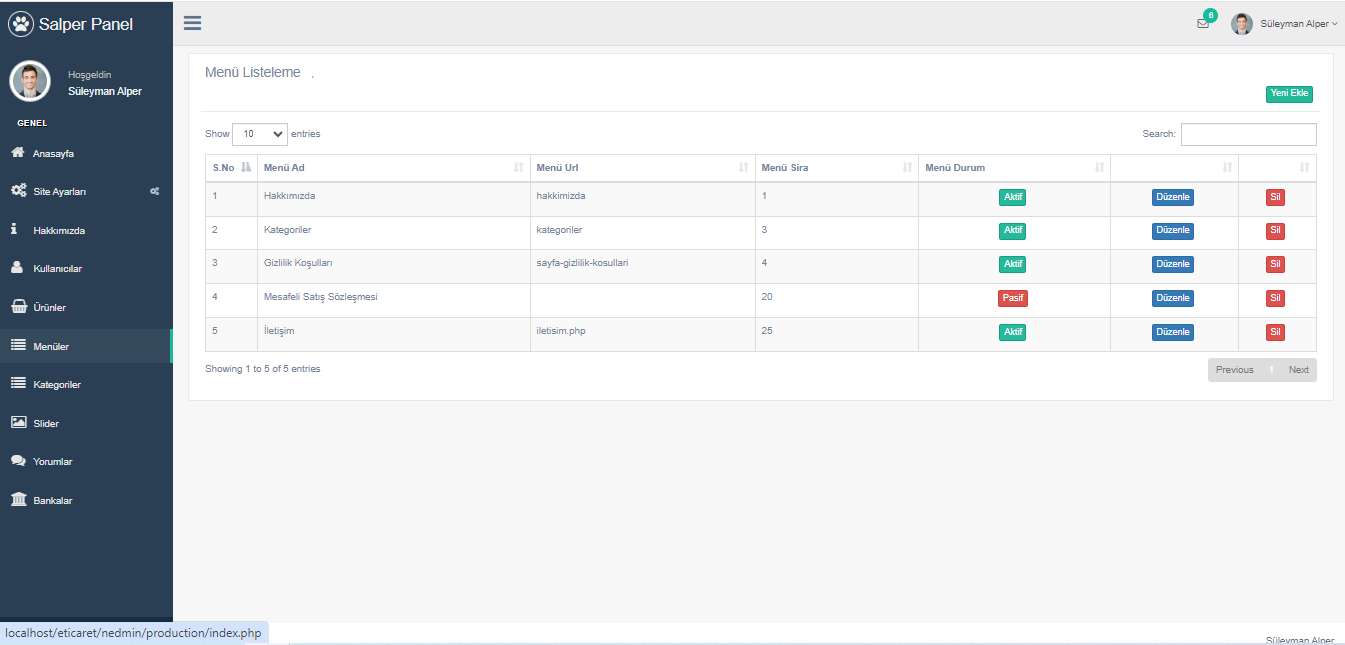 Salper Panel
6
Süleyman Alper
Hoşgeldin
Süleyman Alper
GENEL
Anasayfa
Site Ayarları
Hakkımızda
Kullanıcılar
Ürünler
Menüler
Kategoriler
Slider
Yorumlar
Bankalar
Menü Listeleme .
Yeni Ekle
Show 10 entries Search:
S.No Menü Ad Menü Url Menü Sira Menü Durum
1 Hakkımızda hakkimizda 1 Aktif Düzenle Sil
2 Kategoriler kategoriler 3 Aktif Düzenle Sil
3 Gizlilik Koşulları sayfa-gizlilik-kosullari 4 Aktif Düzenle Sil
4 Mesafeli Satış Sözleşmesi 20 Pasif Düzenle Sil
5 İletişim iletisim.php 25 Aktif Düzenle Sil
Showing 1 to 5 of 5 entries Previous 1 Next
localhost/eticaret/nedmin/production/index.php
Süleyman Alper